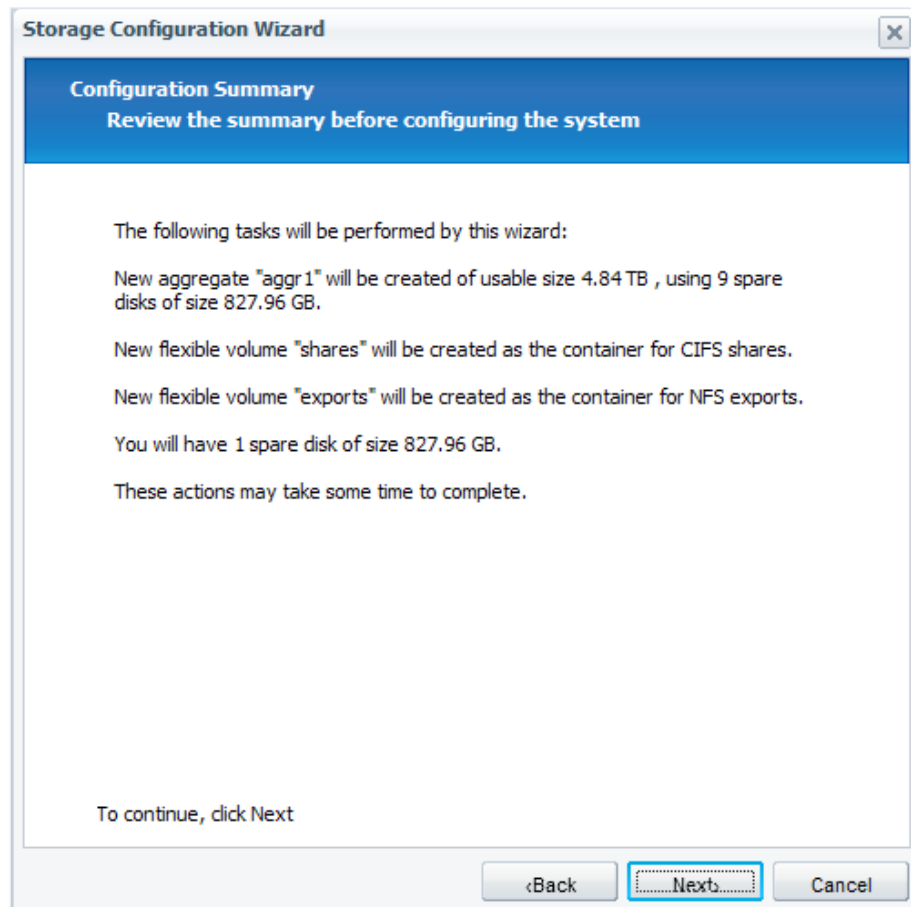 Storage Configuration Wizard
Configuration Summary
Review the summary before configuring the system
The following tasks will be performed by this wizard:
New aggregate "aggr1" will be created of usable size 4.84 TB , using 9 spare
disks of size 827.96 GB.
New flexible volume "shares" will be created as the container for CIFS shares.
New flexible volume "exports" will be created as the container for NFS exports.
You will have 1 spare disk of size 827.96 GB.
These actions may take some time to complete.
To continue, click Next
‹Back Next› Cancel